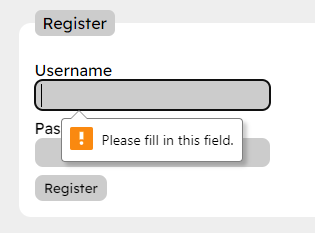 Register
Username
Pas
Please fill in this field.
Register